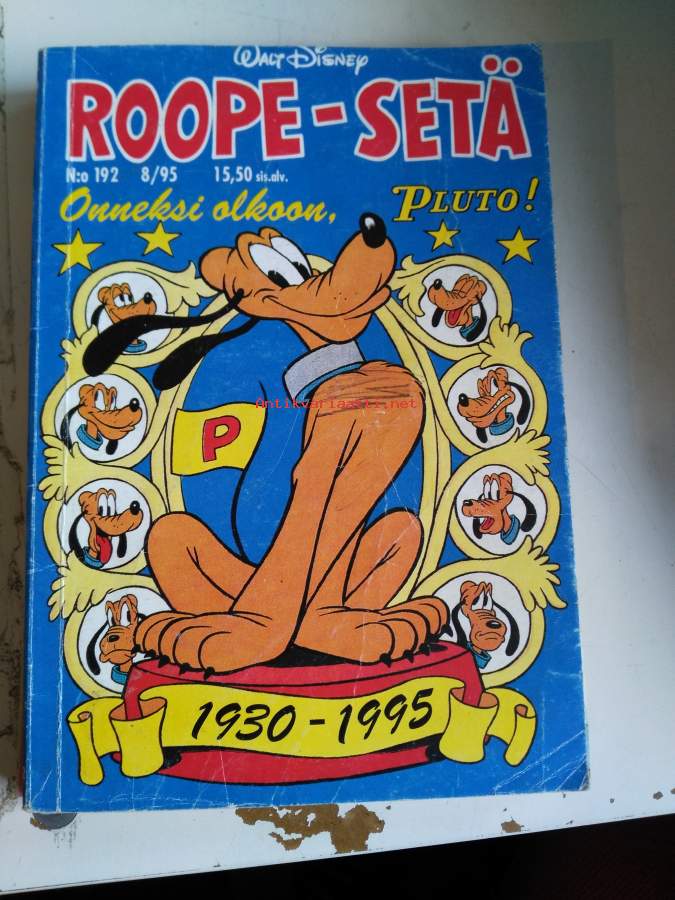 Walt Disney
ROOPE-SETÄ
N:o 192 8/95 15,50 sis.alv.
Onneksi olkoon, PLUTO!
Antikvariaatti.net
P
1930-1995